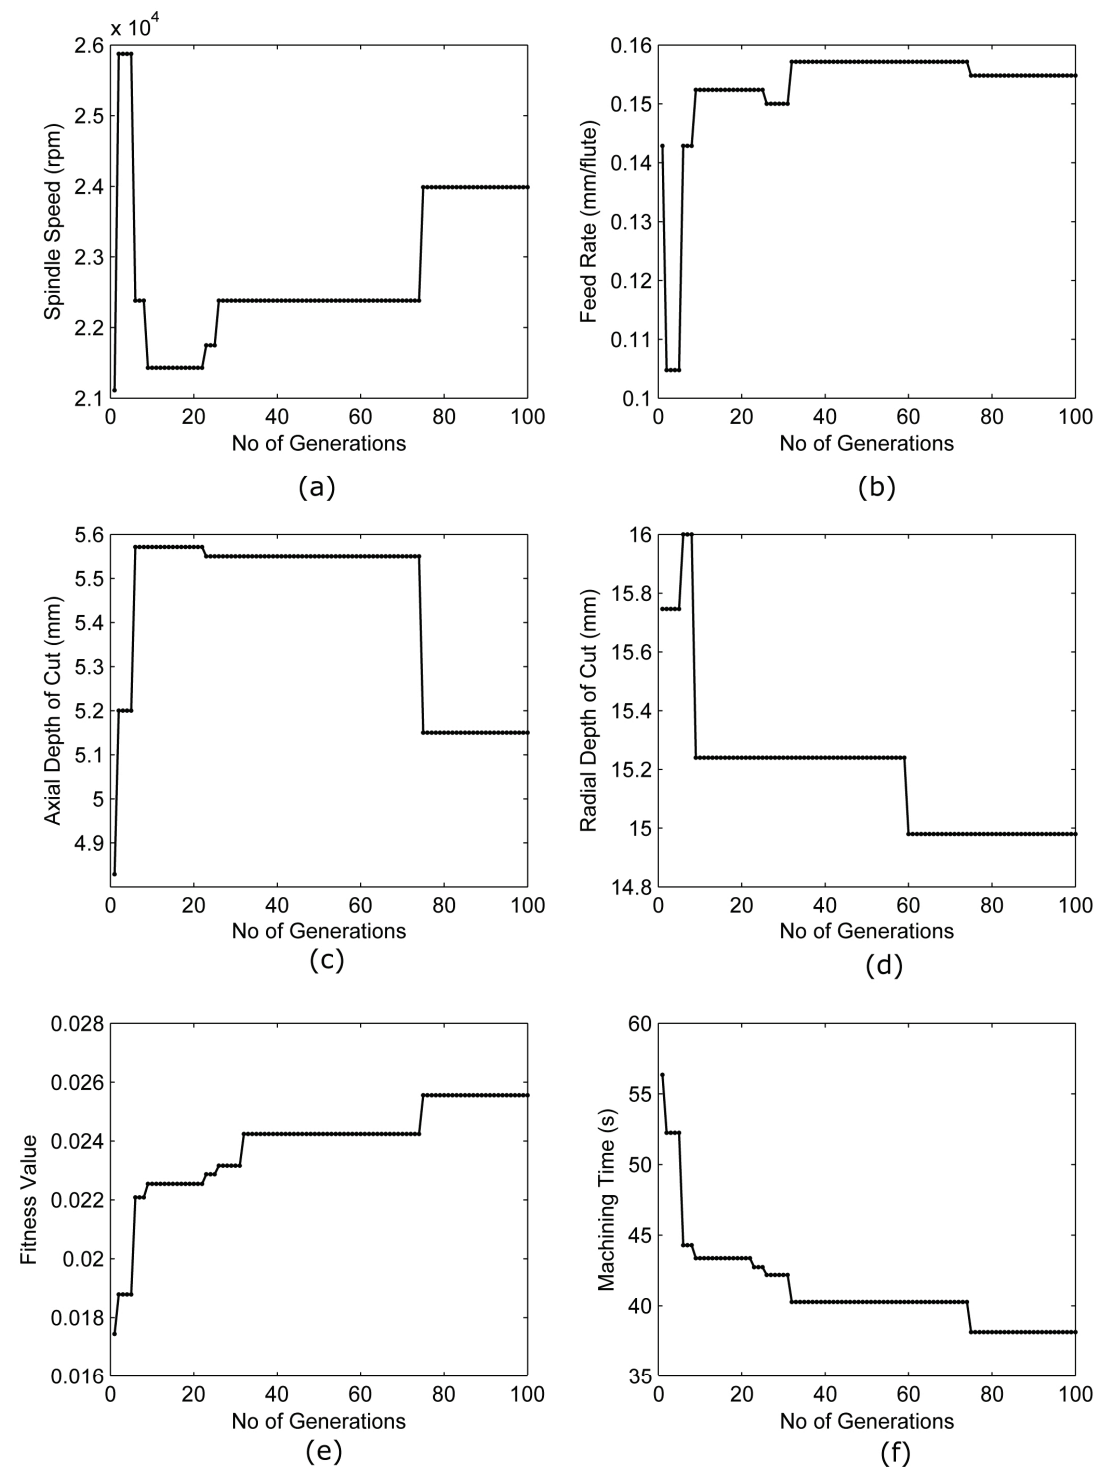 x 10^4
2.6
2.5
2.4
2.3
2.2
2.1
Spindle Speed (rpm)
0 20 40 60 80 100
No of Generations
(a)
0.16
0.15
0.14
0.13
0.12
0.11
0.1
Feed Rate (mm/flute)
0 20 40 60 80 100
No of Generations
(b)
5.6
5.5
5.4
5.3
5.2
5.1
5
4.9
Axial Depth of Cut (mm)
0 20 40 60 80 100
No of Generations
(c)
16
15.8
15.6
15.4
15.2
15
14.8
Radial Depth of Cut (mm)
0 20 40 60 80 100
No of Generations
(d)
0.028
0.026
0.024
0.022
0.02
0.018
0.016
Fitness Value
0 20 40 60 80 100
No of Generations
(e)
60
55
50
45
40
35
Machining Time (s)
0 20 40 60 80 100
No of Generations
(f)